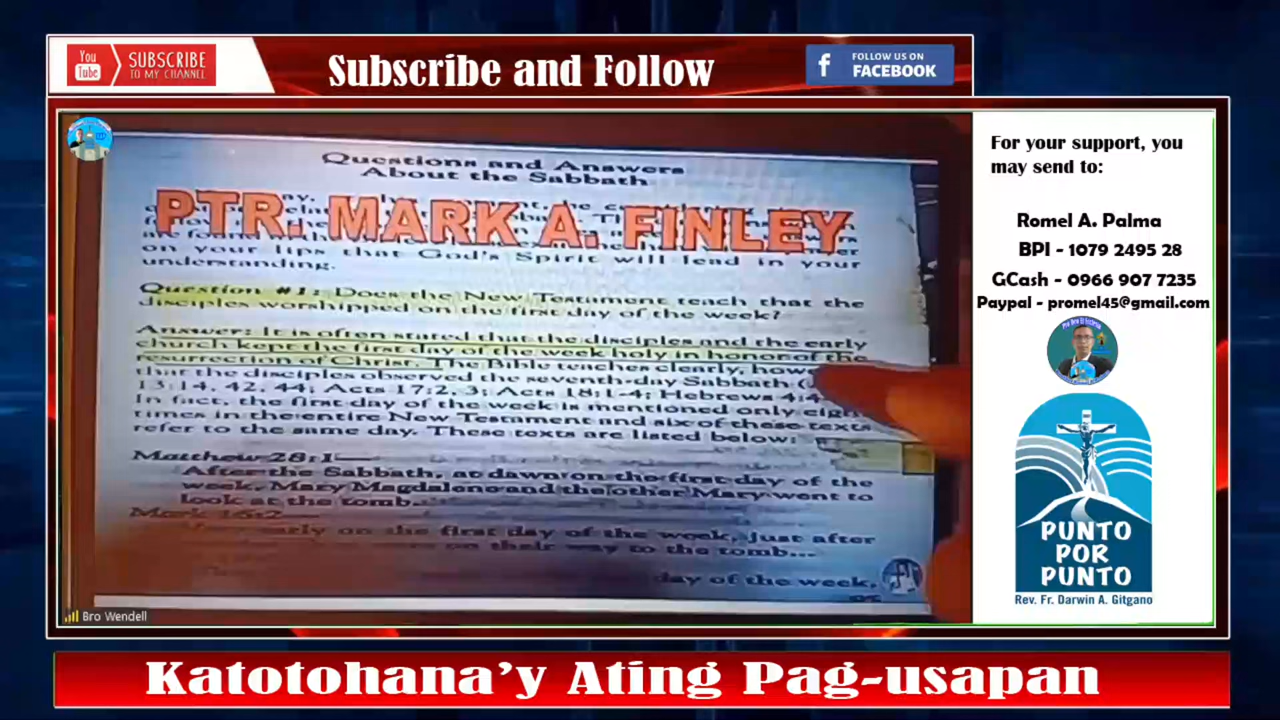 You
Tube
SUBSCRIBE
TO MY CHANNEL
Subscribe and Follow
f
FOLLOW US ON
FACEBOOK
Questions and Answers
About the Sabbath
PTR. MARK A. FINLEY
on your lips that God's Spirit will lead in your
understanding.
Question #1: Does the New Testament teach that the
disciples worshipped on the first day of the week?
Answer: It is often stated that the disciples and the early
church kept the first day of the week holy in honor of the
resurrection of Christ. The Bible teaches clearly, how
that the disciples observed the seventh-day Sabbath (
13:14, 42, 44; Acts 17:2, 3; Acts 18:1-4; Hebrews 4:4
In fact, the first day of the week is mentioned only eight
times in the entire New Testament and six of these texts
refer to the same day. These texts are listed below:
Matthew 28:1—
After the Sabbath, at dawn on the first day of the
week, Mary Magdalene and the other Mary went to
look at the tomb.
Mark 16:2—
early on the first day of the week, just after
on their way to the tomb...
day of the week,
Bro Wendell
For your support, you
may send to:
Romel A. Palma
BPI - 1079 2495 28
GCash - 0966 907 7235
Paypal - promel45@gmail.com
PUNTO
POR
PUNTO
Rev. Fr. Darwin A. Gitgano
Katotohana'y Ating Pag-usapan